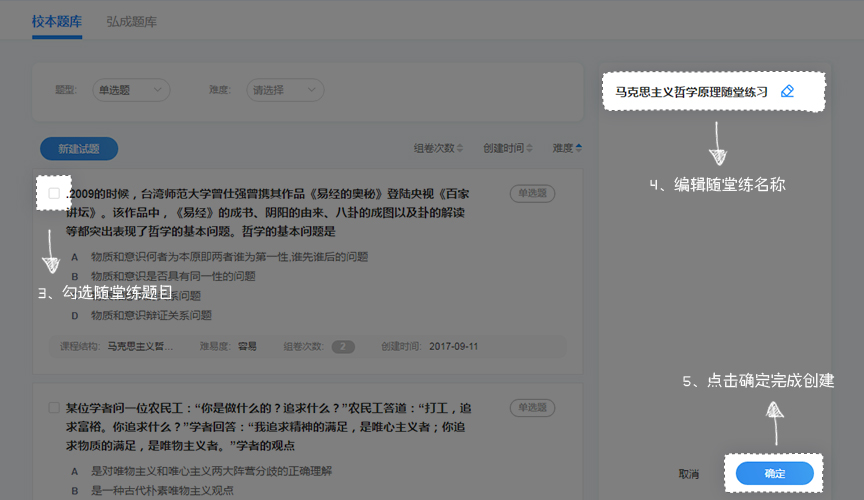 校本题库 弘成题库
题型: 单选题 难度: 请选择
新建试题 组卷次数 创建时间 难度
.2009的时候，台湾师范大学曾仕强曾携其作品《易经的奥秘》登陆央视《百家
讲坛》。该作品中，《易经》的成书、阴阳的由来、八卦的成图以及卦的解读
等都突出表现了哲学的基本问题。哲学的基本问题是
单选题
A 物质和意识何者为本原即两者谁为第一性,谁先谁后的问题
B 物质和意识是否具有同一性的问题
系问题
D 物质和意识辩证关系问题
课程结构: 马克思主义哲... 难易度: 容易 组卷次数: 2 创建时间: 2017-09-11
某位学者问一位农民工：“你是做什么的？追求什么？”农民工答道：“打工，追
求富裕。你追求什么？”学者回答：“我追求精神的满足，是唯心主义者；你追
求物质的满足，是唯物主义者。”学者的观点
单选题
A 是对唯物主义和唯心主义两大阵营分歧的正确理解
B 是一种古代朴素唯物主义观点
3、勾选随堂练题目
马克思主义哲学原理随堂练习
4、编辑随堂练名称
5、点击确定完成创建
取消 确定